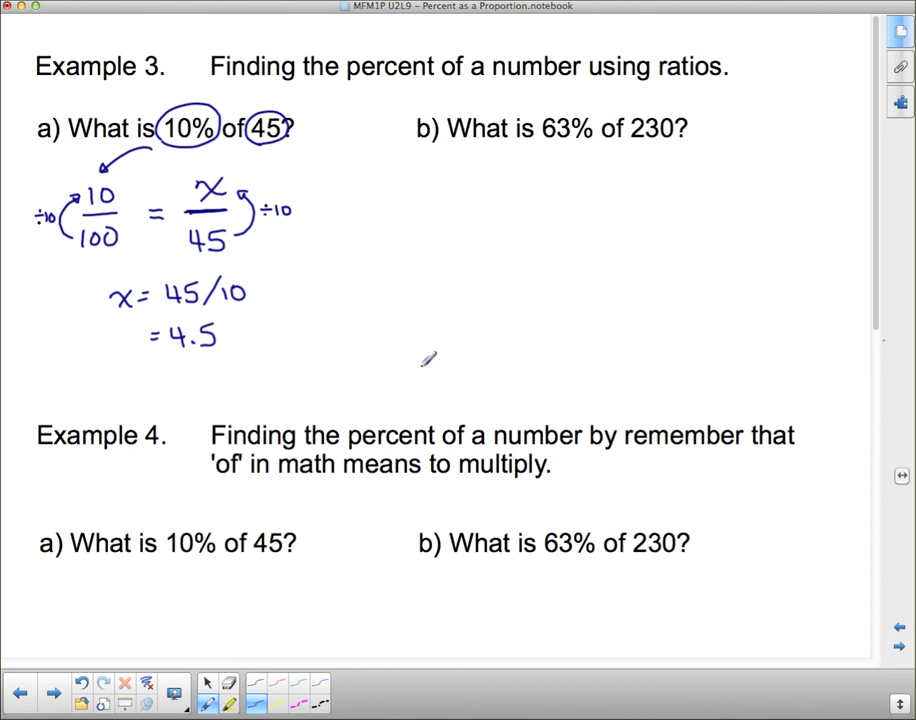 MFM1P U2L9 - Percent as a Proportion.notebook
Example 3. Finding the percent of a number using ratios.
a) What is 10% of 45? b) What is 63% of 230?
÷10 10/100 = x/45 ÷10
x = 45/10
= 4.5
Example 4. Finding the percent of a number by remember that
'of' in math means to multiply.
a) What is 10% of 45? b) What is 63% of 230?